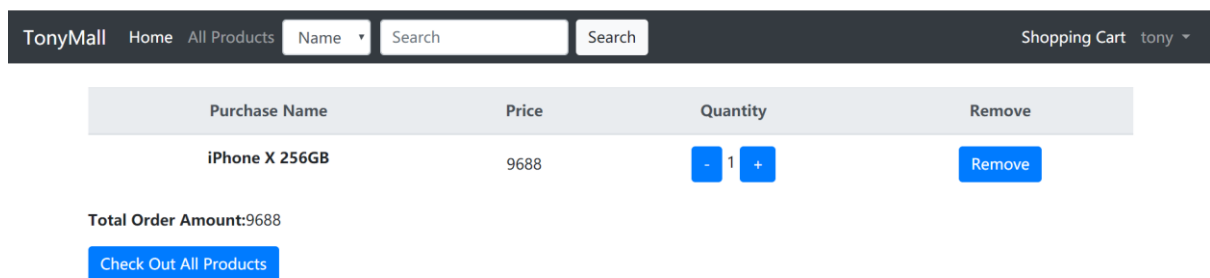 TonyMall Home All Products Name Search Search Shopping Cart tony
Purchase Name Price Quantity Remove
iPhone X 256GB 9688 - 1 + Remove
Total Order Amount:9688
Check Out All Products